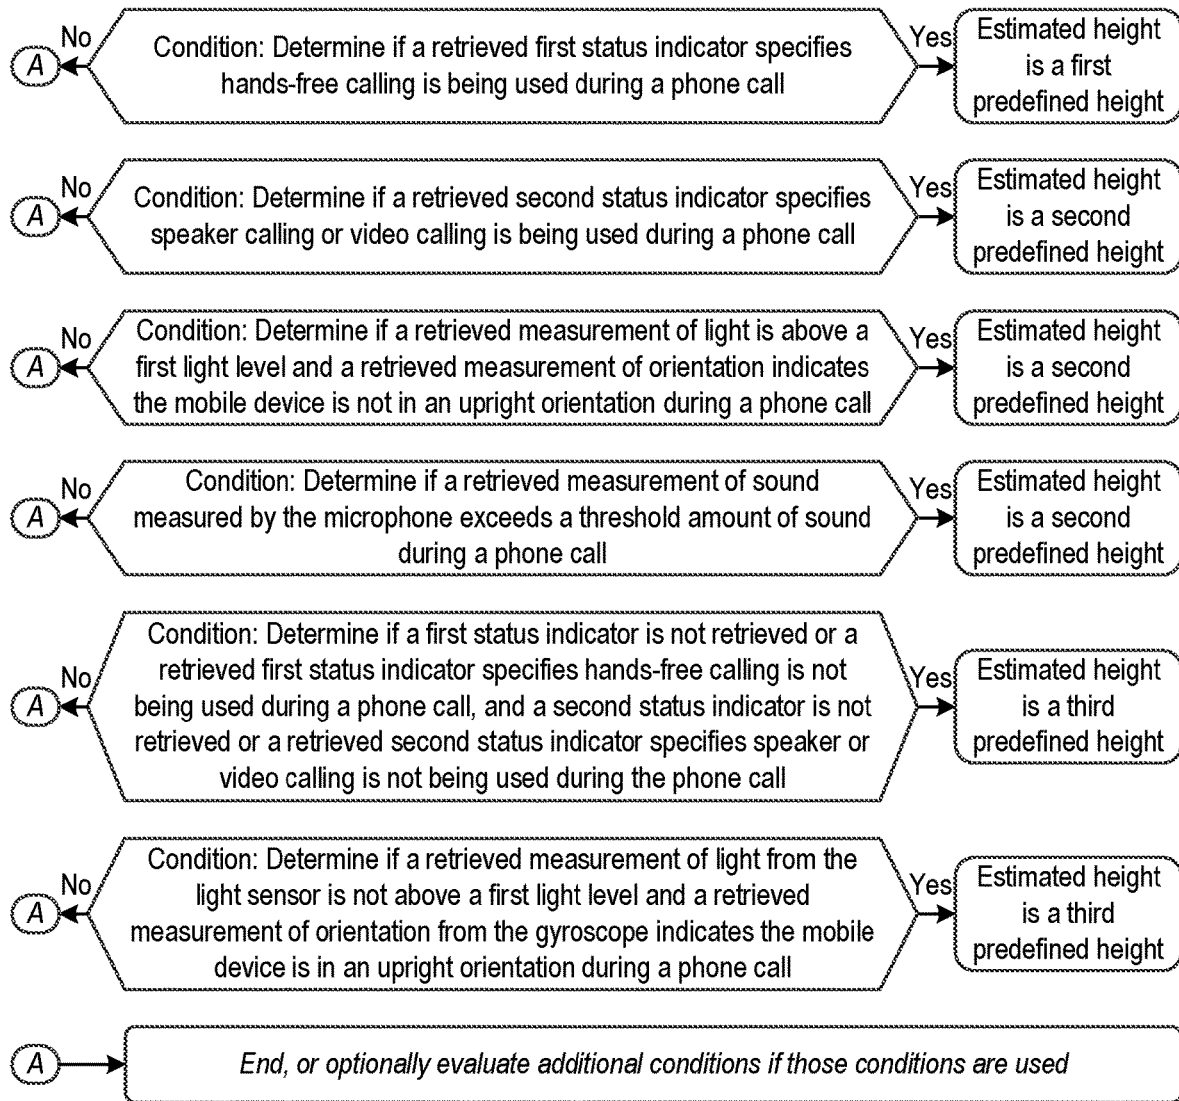 No
Yes
A
Condition: Determine if a retrieved first status indicator specifies
hands-free calling is being used during a phone call
Estimated height
is a first
predefined height
No
Yes
A
Condition: Determine if a retrieved second status indicator specifies
speaker calling or video calling is being used during a phone call
Estimated height
is a second
predefined height
No
Yes
A
Condition: Determine if a retrieved measurement of light is above a
first light level and a retrieved measurement of orientation indicates
the mobile device is not in an upright orientation during a phone call
Estimated height
is a second
predefined height
No
Yes
A
Condition: Determine if a retrieved measurement of sound
measured by the microphone exceeds a threshold amount of sound
during a phone call
Estimated height
is a second
predefined height
No
Yes
A
Condition: Determine if a first status indicator is not retrieved or a
retrieved first status indicator specifies hands-free calling is not
being used during a phone call, and a second status indicator is not
retrieved or a retrieved second status indicator specifies speaker or
video calling is not being used during the phone call
Estimated height
is a third
predefined height
No
Yes
A
Condition: Determine if a retrieved measurement of light from the
light sensor is not above a first light level and a retrieved
measurement of orientation from the gyroscope indicates the mobile
device is in an upright orientation during a phone call
Estimated height
is a third
predefined height
A
End, or optionally evaluate additional conditions if those conditions are used